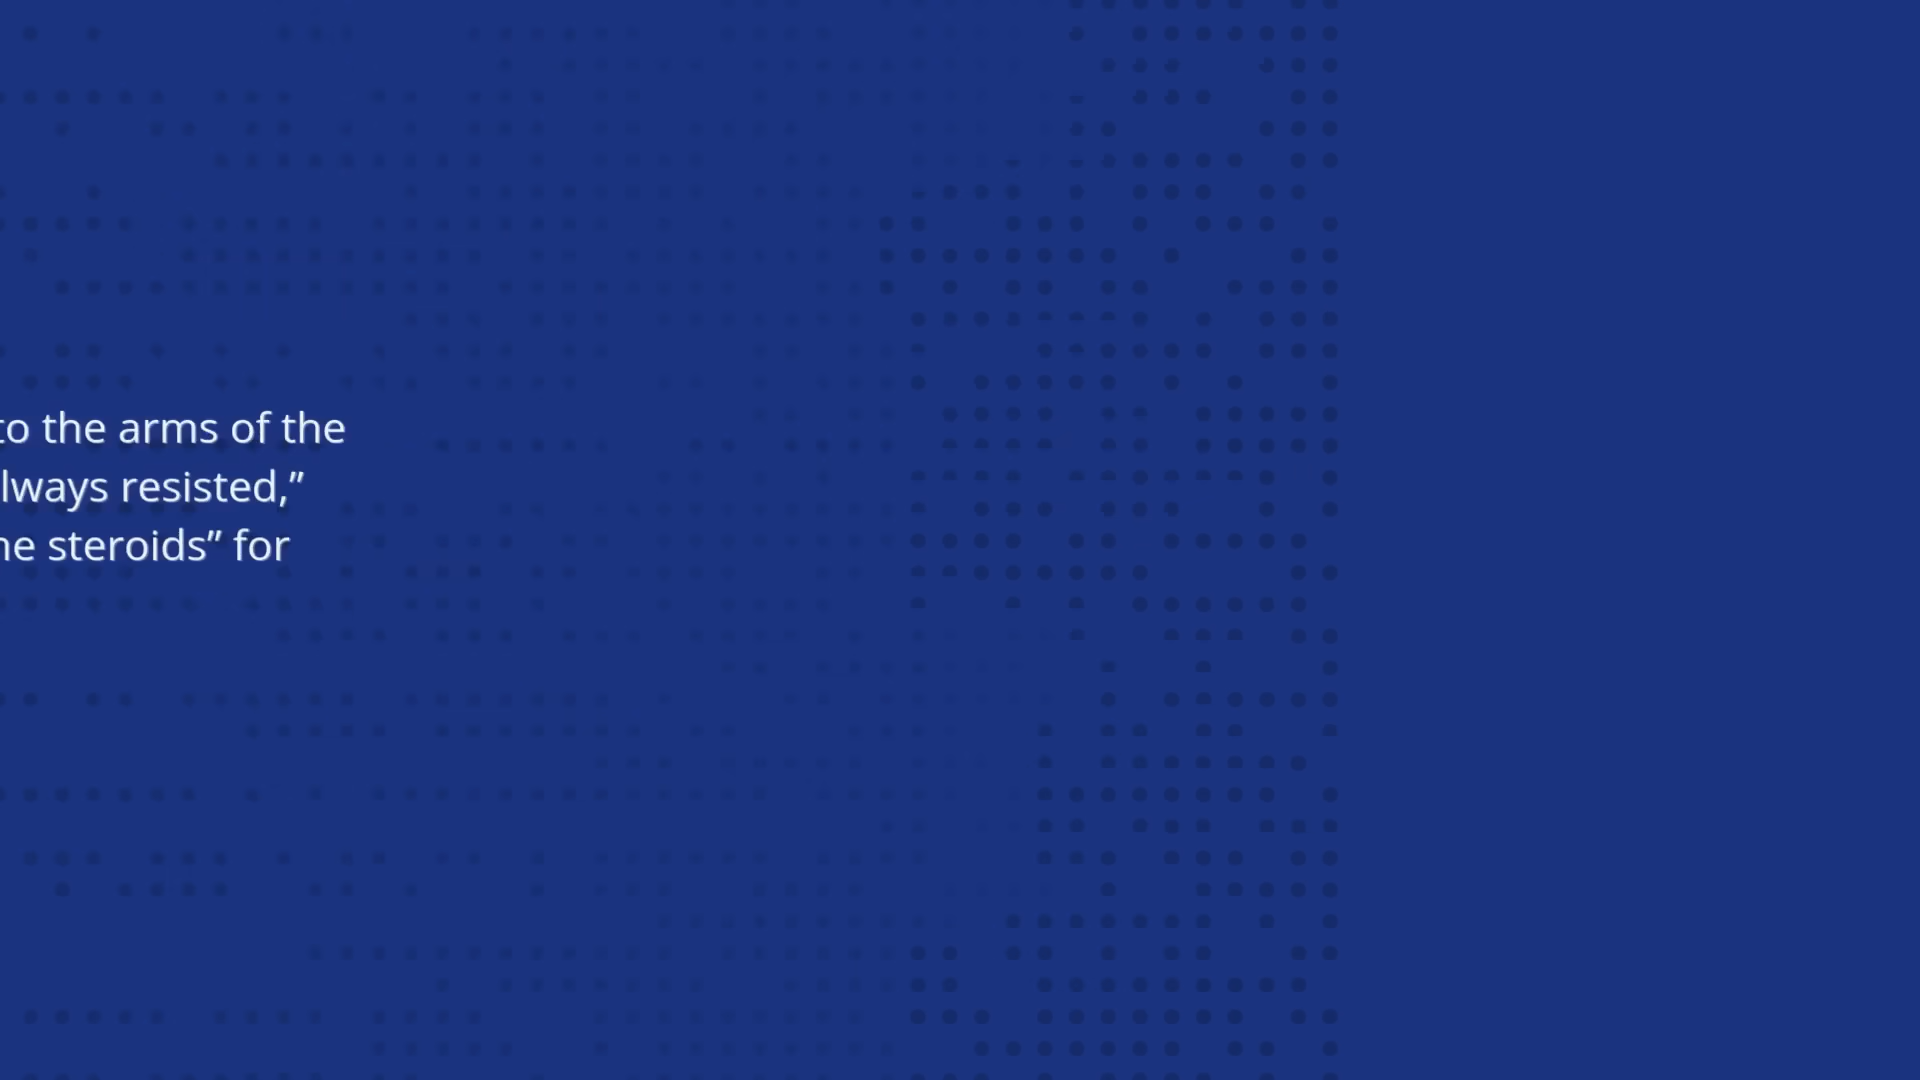 to the arms of the
lways resisted,”
ne steroids” for